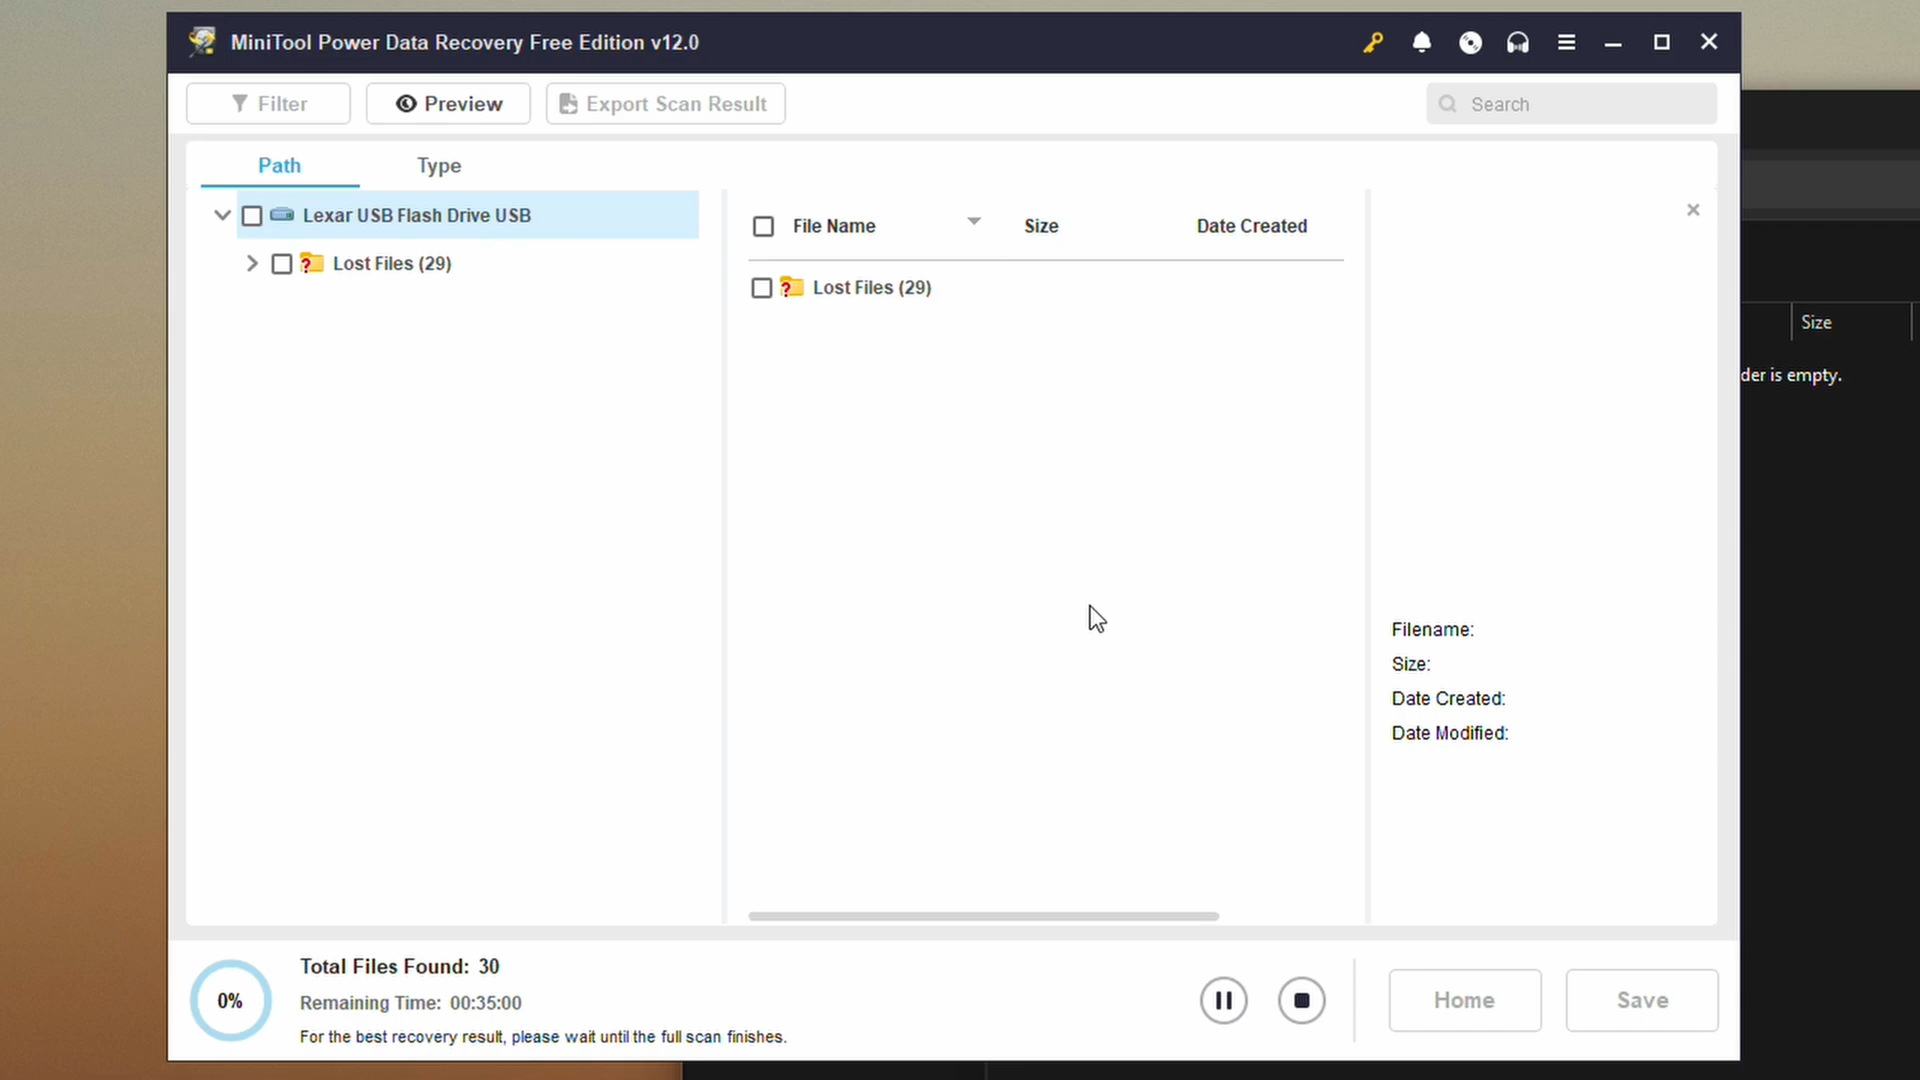 MiniTool Power Data Recovery Free Edition v12.0
Filter
Preview
Export Scan Result
Search
Path
Type
Lexar USB Flash Drive USB
Lost Files (29)
File Name
Size
Date Created
Lost Files (29)
Filename:
Size:
Date Created:
Date Modified:
Size
der is empty.
0%
Total Files Found: 30
Remaining Time: 00:35:00
For the best recovery result, please wait until the full scan finishes.
Home
Save